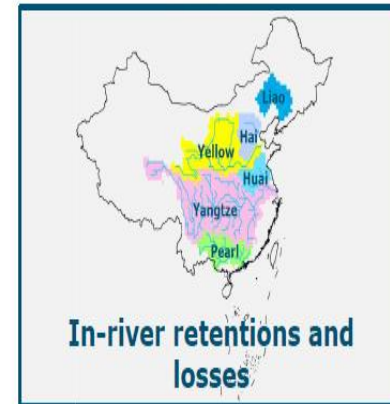 Liao
Hai
Yellow
Huai
Yangtze
Pearl
In-river retentions and
losses